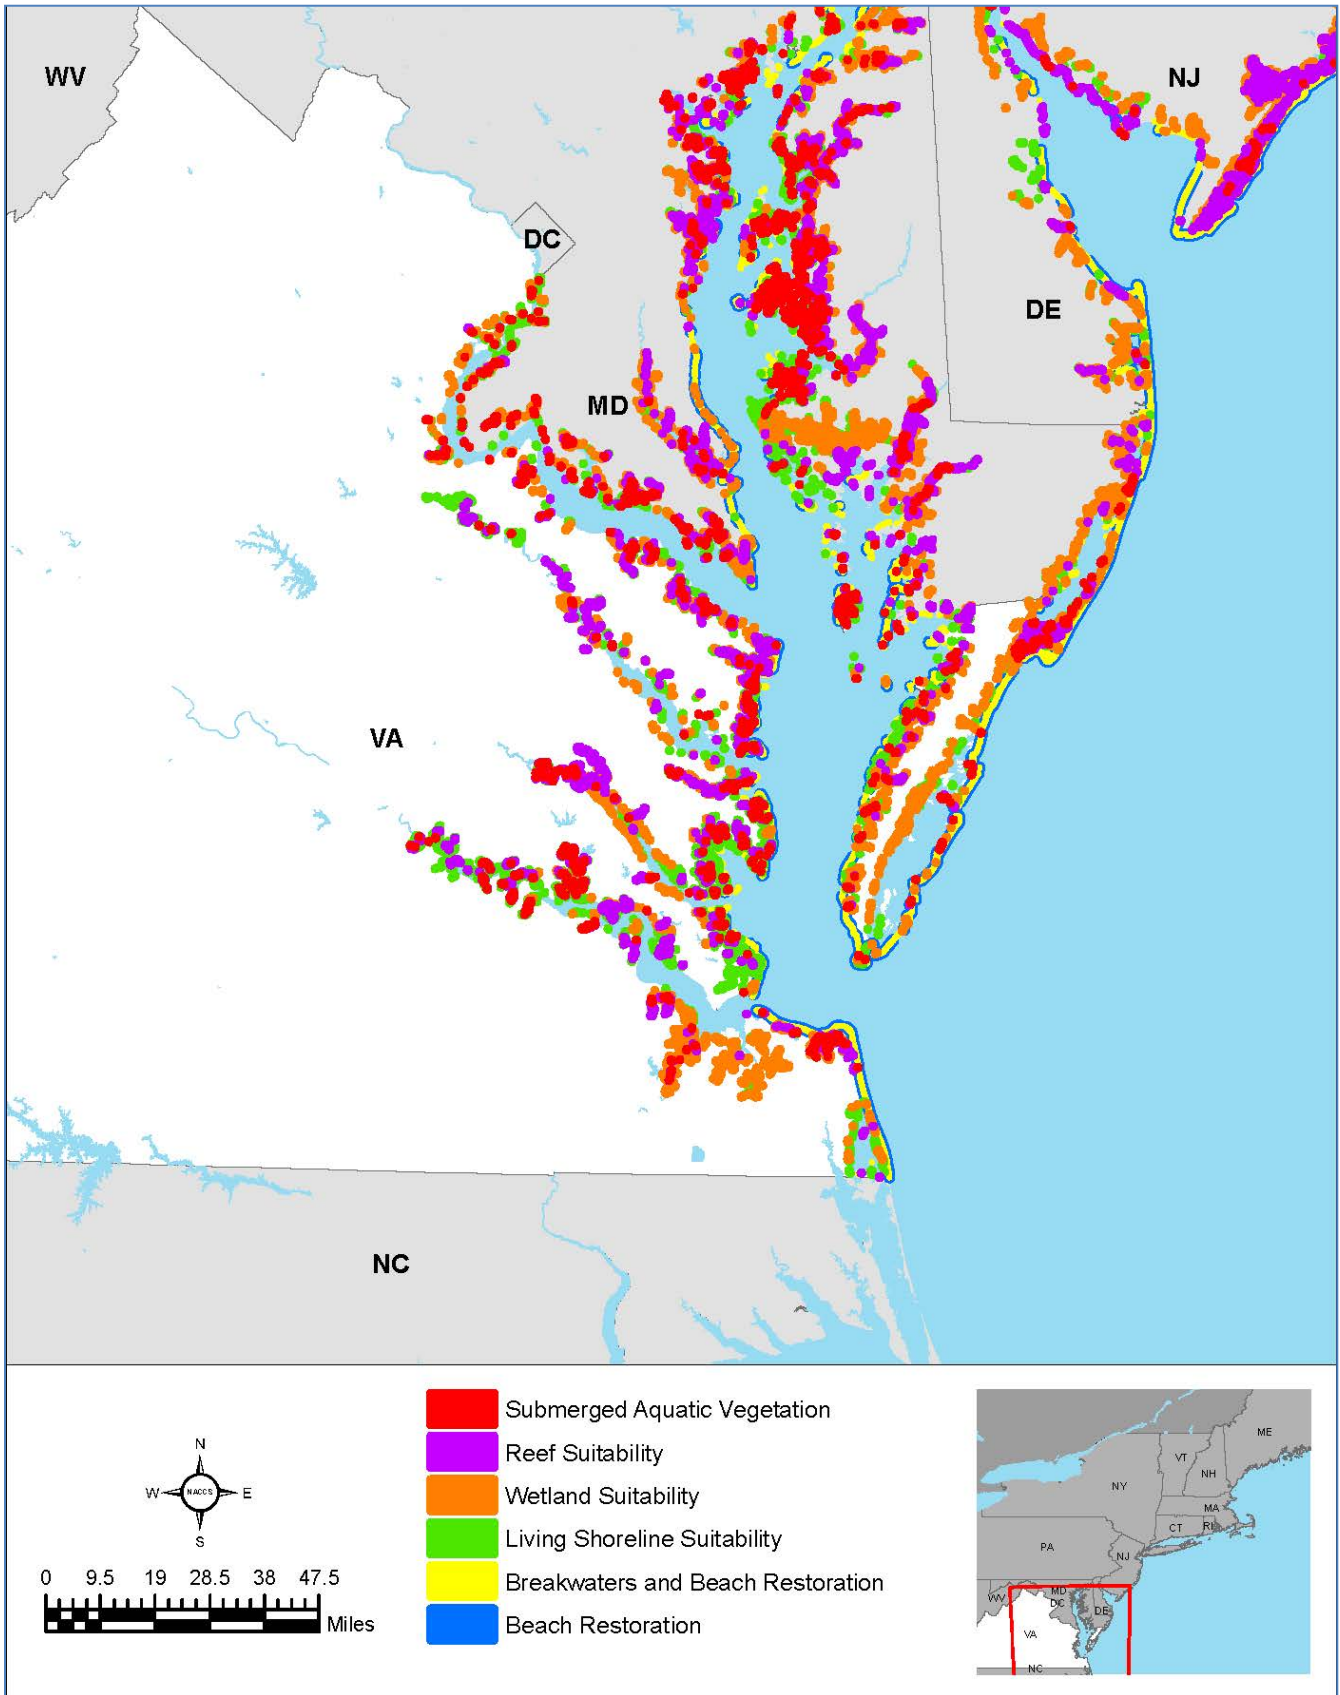 WV
NJ
DC
DE
MD
VA
NC
N
W NACCS E
S
0 9.5 19 28.5 38 47.5
Miles
Submerged Aquatic Vegetation
Reef Suitability
Wetland Suitability
Living Shoreline Suitability
Breakwaters and Beach Restoration
Beach Restoration
ME
VT
NH
NY
MA
CT RI
PA
NJ
MD
WV DC DE
VA
NC